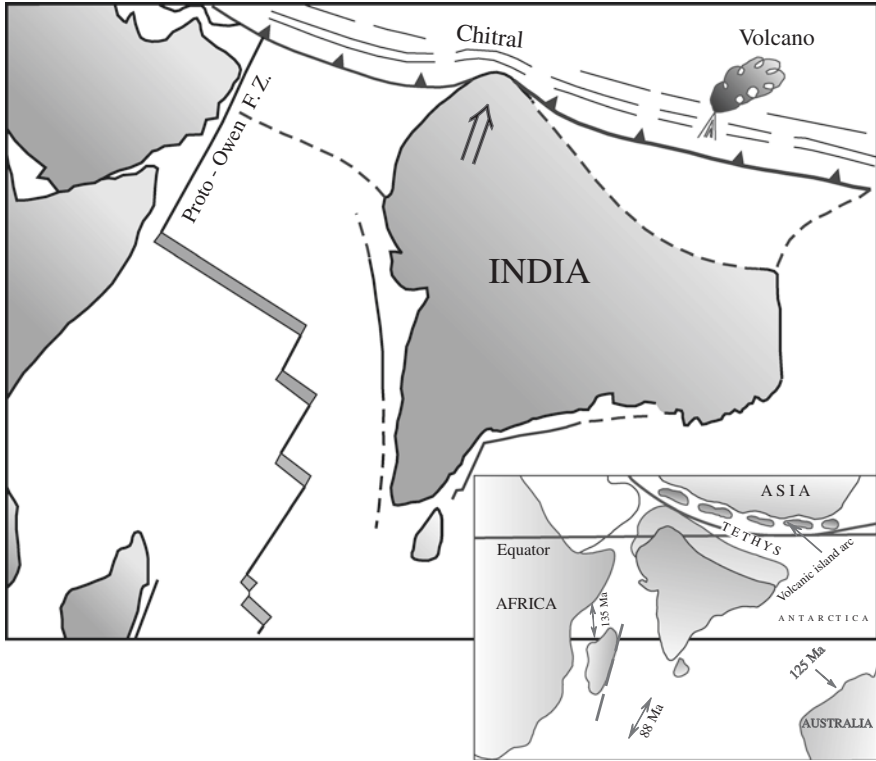 Chitral
Volcano
Proto - Owen F. Z.
INDIA
ASIA
TETHYS
Equator
Volcanic island arc
AFRICA
135 Ma
ANTARCTICA
125 Ma
88 Ma
AUSTRALIA